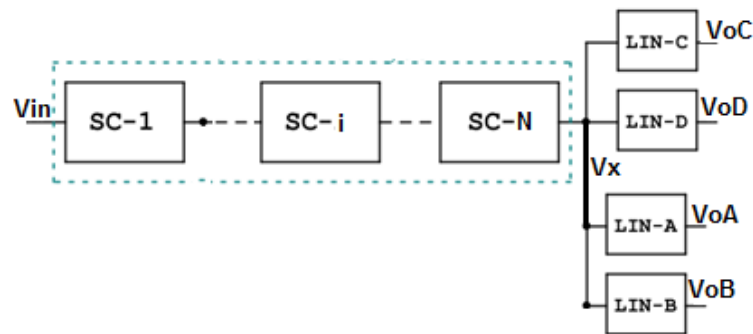 VoC
LIN-C
Vin
SC-1
SC-i
SC-N
LIN-D
VoD
Vx
LIN-A
VoA
LIN-B
VoB